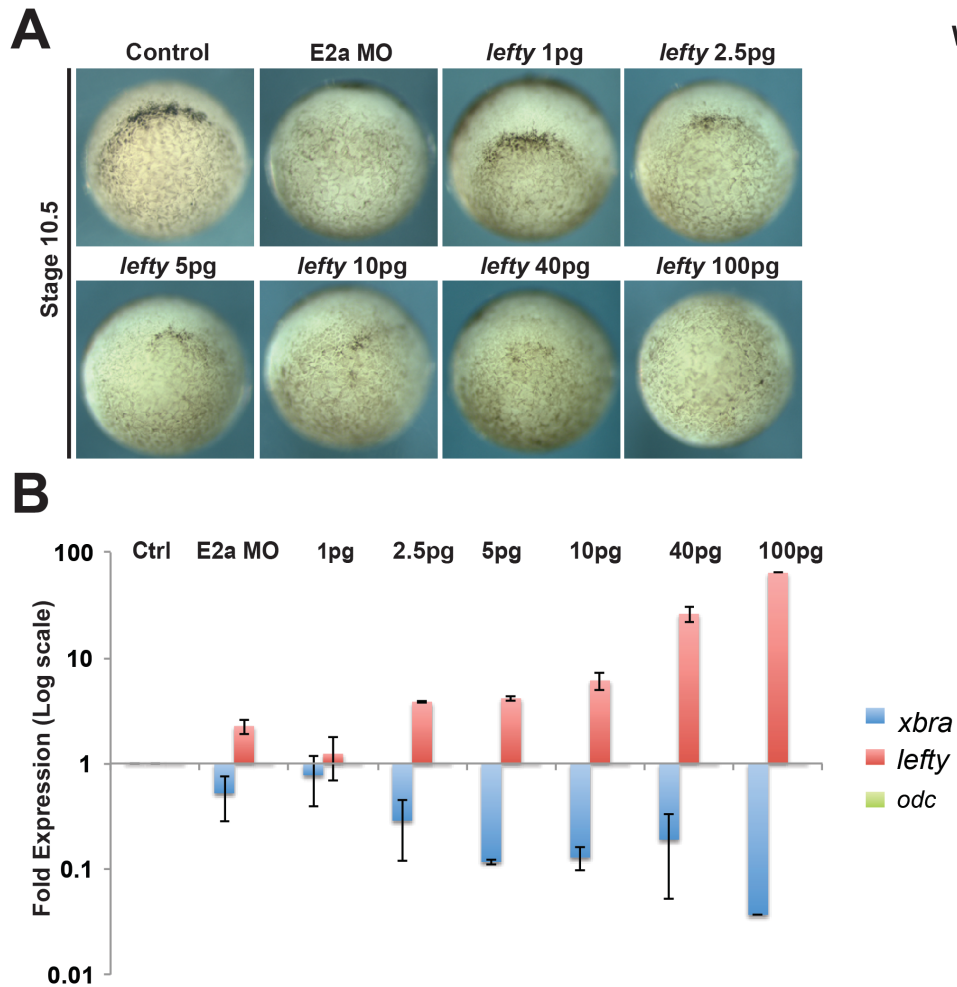 A
Control E2a MO lefty 1pg lefty 2.5pg
Stage 10.5
lefty 5pg lefty 10pg lefty 40pg lefty 100pg
B
Ctrl E2a MO 1pg 2.5pg 5pg 10pg 40pg 100pg
Fold Expression (Log scale)
100
10
1
0.1
0.01
xbra
lefty
odc